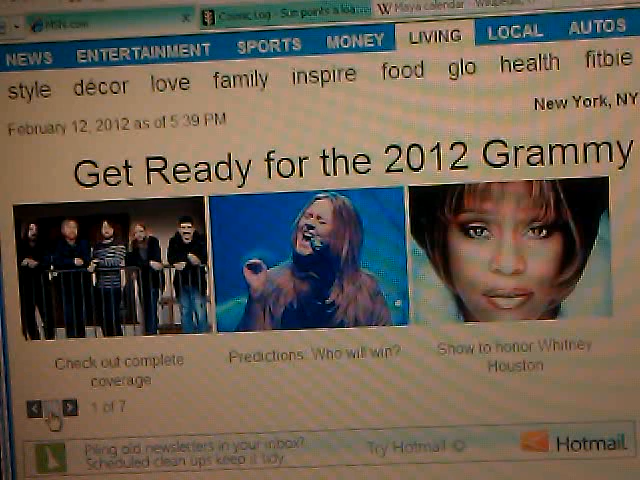 MSN.com
Cosmic Log - Sun points a loa...
Maya calendar - Wikipedia,
NEWS ENTERTAINMENT SPORTS MONEY LIVING LOCAL AUTOS
style décor love family inspire food glo health fitbie
New York, NY
February 12, 2012 as of 5:39 PM
Get Ready for the 2012 Grammy
Check out complete coverage
Predictions: Who will win?
Show to honor Whitney Houston
1 of 7
Piling old newsletters in your inbox?
Scheduled clean ups keep it tidy
Try Hotmail
Hotmail